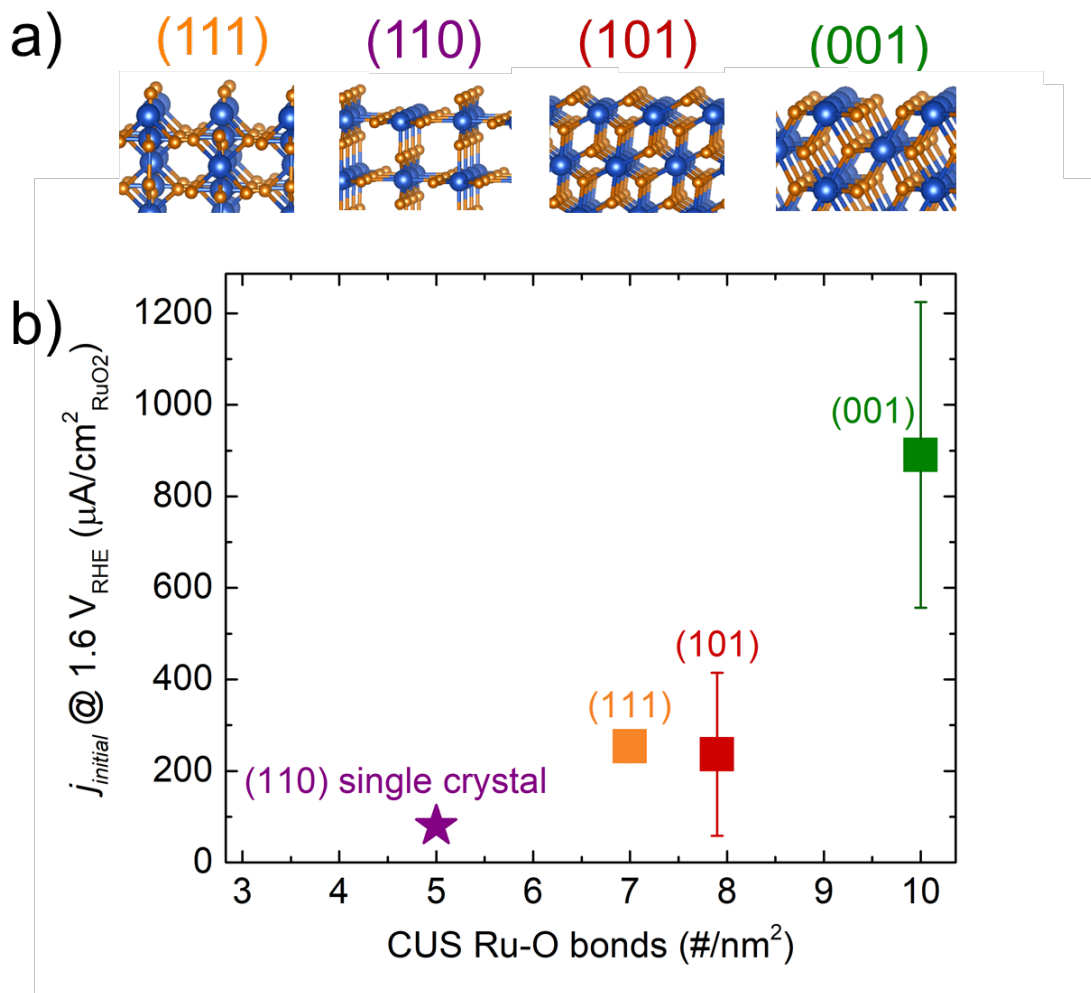 a) (111) (110) (101) (001)
b)
j_initial @ 1.6 V_RHE (μA/cm²_RuO2)
1200
1000
800
600
400
200
0
(001)
(101)
(111)
(110) single crystal
3 4 5 6 7 8 9 10
CUS Ru-O bonds (#/nm²)